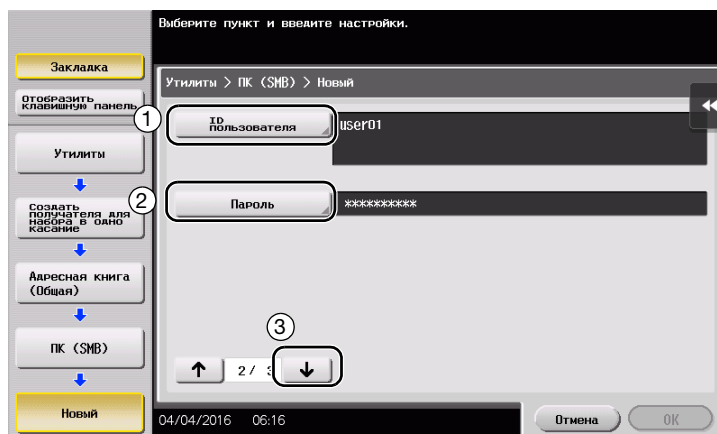 Выберите пункт и введите настройки.
Закладка
Отобразить
клавишную панель
Утилиты > ПК (SMB) > Новый
1
ID
пользователя
user01
Утилиты
2
Пароль
**********
Создать
получателя для
набора в одно
касание
Адресная книга
(Общая)
3
ПК (SMB)
2/ 3
Новый
04/04/2016 06:16
Отмена
OK